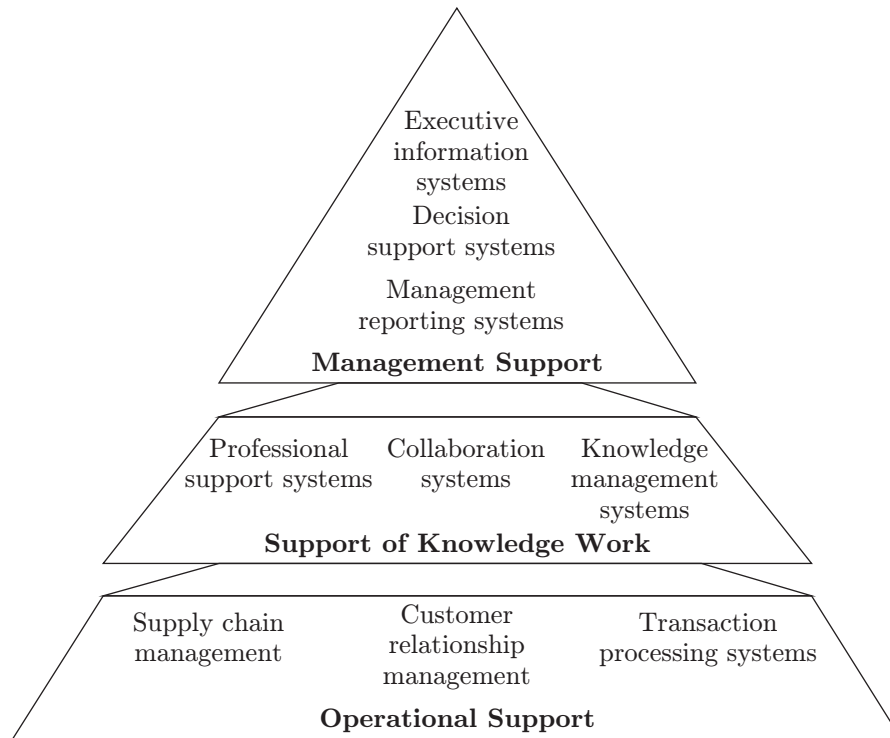 Executive
information
systems
Decision
support systems
Management
reporting systems
Management Support
Professional
support systems
Collaboration
systems
Knowledge
management
systems
Support of Knowledge Work
Supply chain
management
Customer
relationship
management
Transaction
processing systems
Operational Support